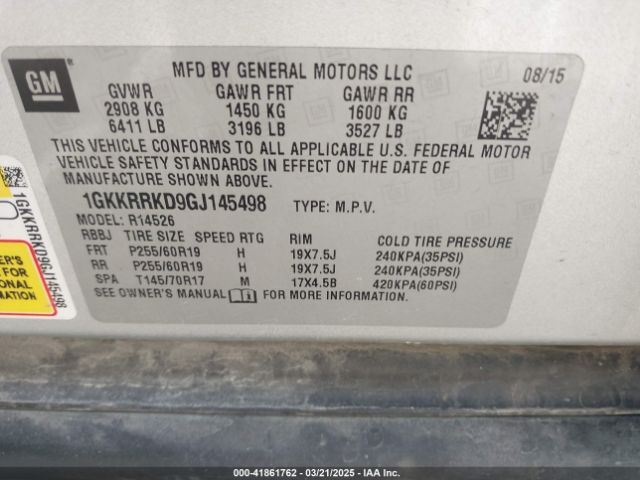 GM
MFD BY GENERAL MOTORS LLC 08/15
GVWR GAWR FRT GAWR RR
2908 KG 1450 KG 1600 KG
6411 LB 3196 LB 3527 LB
THIS VEHICLE CONFORMS TO ALL APPLICABLE U.S. FEDERAL MOTOR
VEHICLE SAFETY STANDARDS IN EFFECT ON THE DATE OF
MANUFACTURE SHOWN ABOVE.
1GKKRRKD9GJ145498 TYPE: M.P.V.
MODEL: R14526
RBBJ TIRE SIZE SPEED RTG RIM COLD TIRE PRESSURE
FRT P255/60R19 H 19X7.5J 240KPA(35PSI)
RR P255/60R19 H 19X7.5J 240KPA(35PSI)
SPA T145/70R17 M 17X4.5B 420KPA(60PSI)
SEE OWNER'S MANUAL FOR MORE INFORMATION.
1GKKRRKD9GJ145498
ER'S
FOR
ONAL
MATION
000-41861762 — 03/21/2025 — IAA Inc.